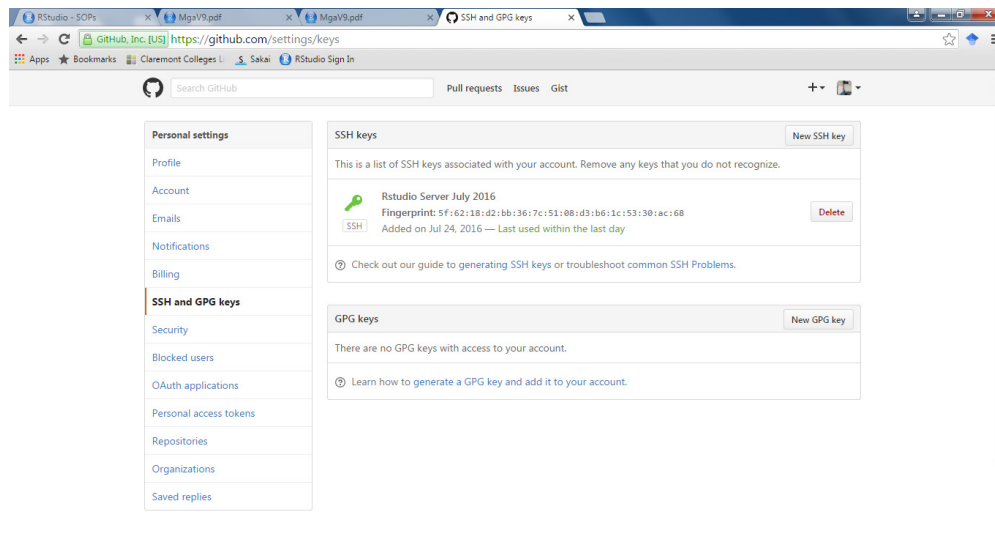 RStudio - SOPs
MgaV9.pdf
MgaV9.pdf
SSH and GPG keys
GitHub, Inc. [US] https://github.com/settings/keys
Apps Bookmarks Claremont Colleges Li Sakai RStudio Sign In
Search GitHub Pull requests Issues Gist
Personal settings
Profile
Account
Emails
Notifications
Billing
SSH and GPG keys
Security
Blocked users
OAuth applications
Personal access tokens
Repositories
Organizations
Saved replies
SSH keys New SSH key
This is a list of SSH keys associated with your account. Remove any keys that you do not recognize.
Rstudio Server July 2016
Fingerprint: 5f:62:18:d2:bb:36:7c:51:08:d3:b6:1c:53:30:ac:68
SSH
Added on Jul 24, 2016 — Last used within the last day
Delete
Check out our guide to generating SSH keys or troubleshoot common SSH Problems.
GPG keys New GPG key
There are no GPG keys with access to your account.
Learn how to generate a GPG key and add it to your account.